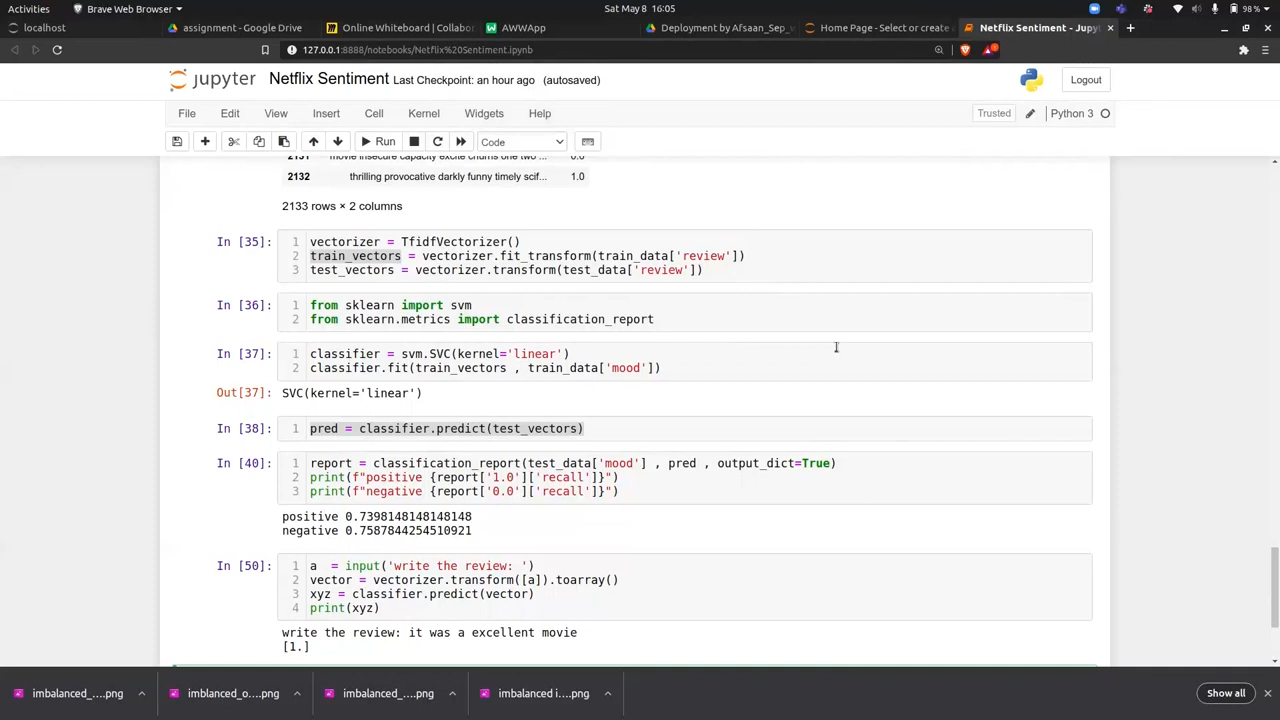 Activities
Brave Web Browser
Sat May 8 16:05
98 %
localhost
assignment - Google Drive
Online Whiteboard | Collabo
AWWApp
Deployment by Afsaan_Sep_
Home Page - Select or create
Netflix Sentiment - Jupyt
127.0.0.1:8888/notebooks/Netflix%20Sentiment.ipynb
jupyter Netflix Sentiment Last Checkpoint: an hour ago (autosaved)
Logout
File Edit View Insert Cell Kernel Widgets Help
Trusted
Python 3
Run
Code
2131 movie insecure capacity excite churns one two ... 0.0
2132 thrilling provocative darkly funny timely scif... 1.0
2133 rows × 2 columns
In [35]: 1 vectorizer = TfidfVectorizer()
2 train_vectors = vectorizer.fit_transform(train_data['review'])
3 test_vectors = vectorizer.transform(test_data['review'])
In [36]: 1 from sklearn import svm
2 from sklearn.metrics import classification_report
In [37]: 1 classifier = svm.SVC(kernel='linear')
2 classifier.fit(train_vectors , train_data['mood'])
Out[37]: SVC(kernel='linear')
In [38]: 1 pred = classifier.predict(test_vectors)
In [40]: 1 report = classification_report(test_data['mood'] , pred , output_dict=True)
2 print(f"positive {report['1.0']['recall']}")
3 print(f"negative {report['0.0']['recall']}")
positive 0.7398148148148148
negative 0.7587844254510921
In [50]: 1 a = input('write the review: ')
2 vector = vectorizer.transform([a]).toarray()
3 xyz = classifier.predict(vector)
4 print(xyz)
write the review: it was a excellent movie
[1.]
imbalanced_....png
imblanced_o....png
imbalanced_....png
imbalanced i....png
Show all